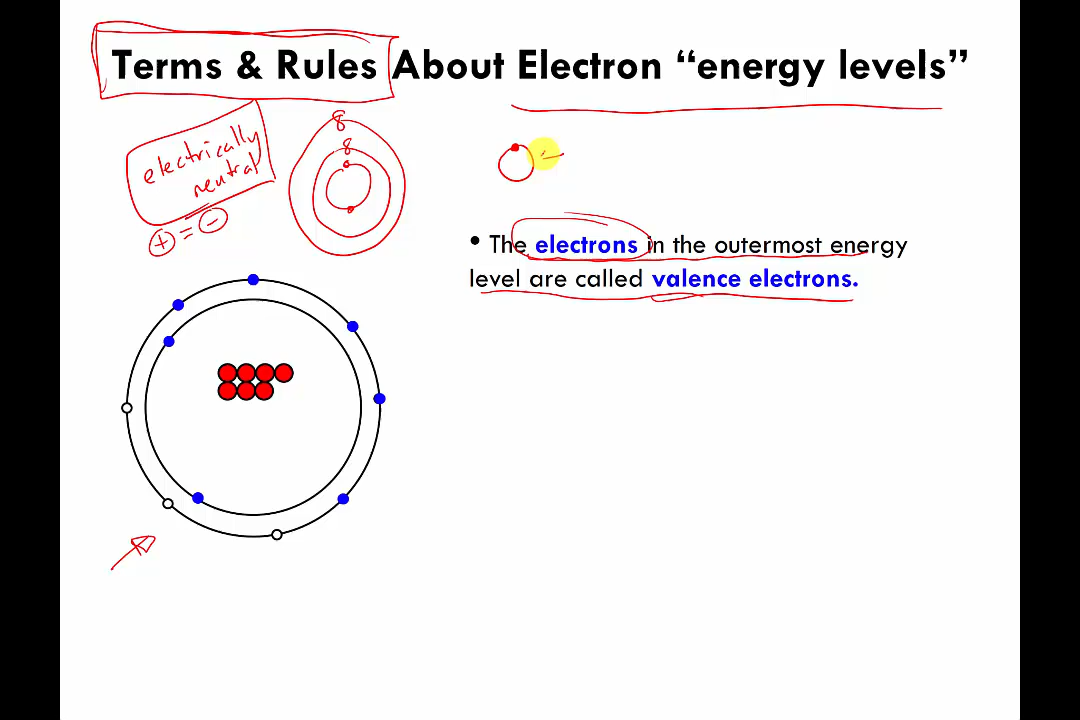 Terms & Rules About Electron “energy levels”
electrically
neutral
+ = -
8
8
• The electrons in the outermost energy
level are called valence electrons.